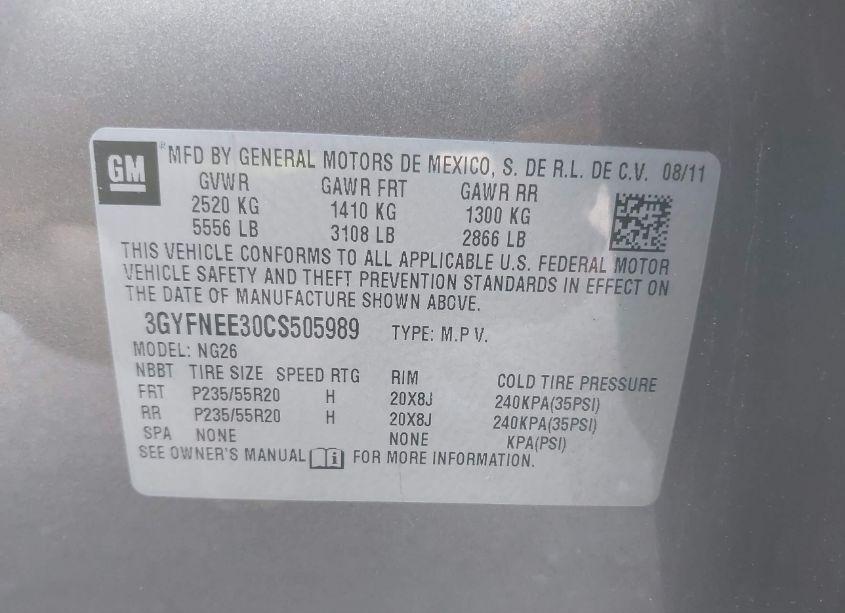 GM
MFD BY GENERAL MOTORS DE MEXICO, S. DE R.L. DE C.V. 08/11
GVWR GAWR FRT GAWR RR
2520 KG 1410 KG 1300 KG
5556 LB 3108 LB 2866 LB
THIS VEHICLE CONFORMS TO ALL APPLICABLE U.S. FEDERAL MOTOR
VEHICLE SAFETY AND THEFT PREVENTION STANDARDS IN EFFECT ON
THE DATE OF MANUFACTURE SHOWN ABOVE.
3GYFNEE30CS505989 TYPE: M.P V.
MODEL: NG26
NBBT TIRE SIZE SPEED RTG RIM COLD TIRE PRESSURE
FRT P235/55R20 H 20X8J 240KPA(35PSI)
RR P235/55R20 H 20X8J 240KPA(35PSI)
SPA NONE NONE KPA(PSI)
SEE OWNER'S MANUAL i FOR MORE INFORMATION.